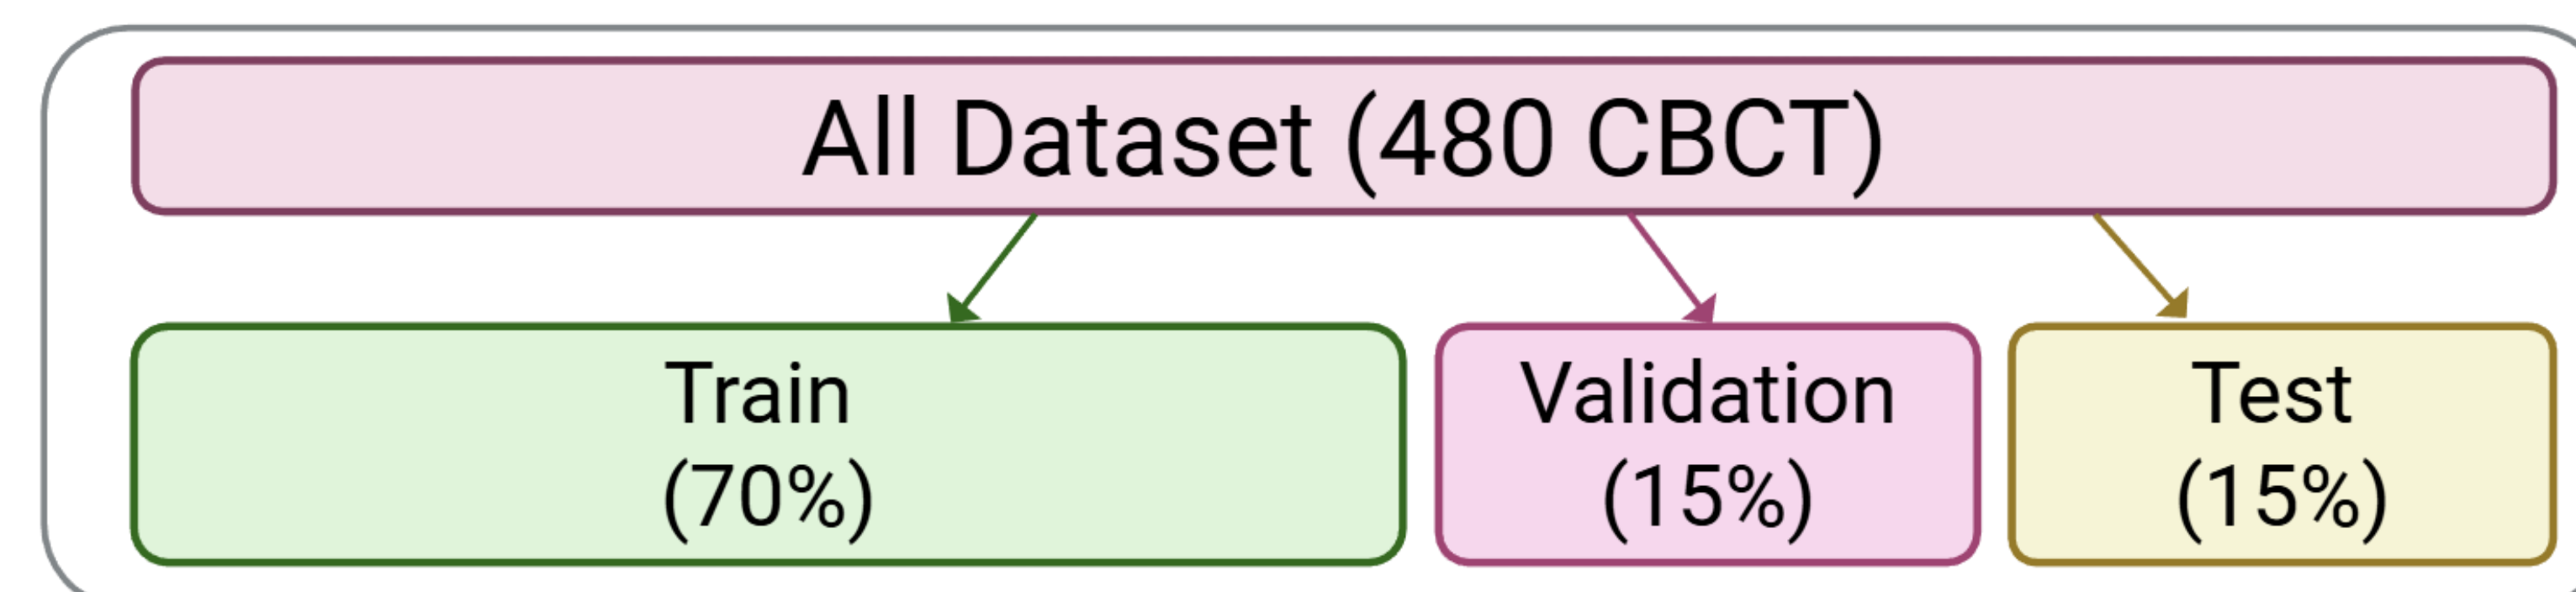 All Dataset (480 CBCT)
Train
(70%)
Validation
(15%)
Test
(15%)